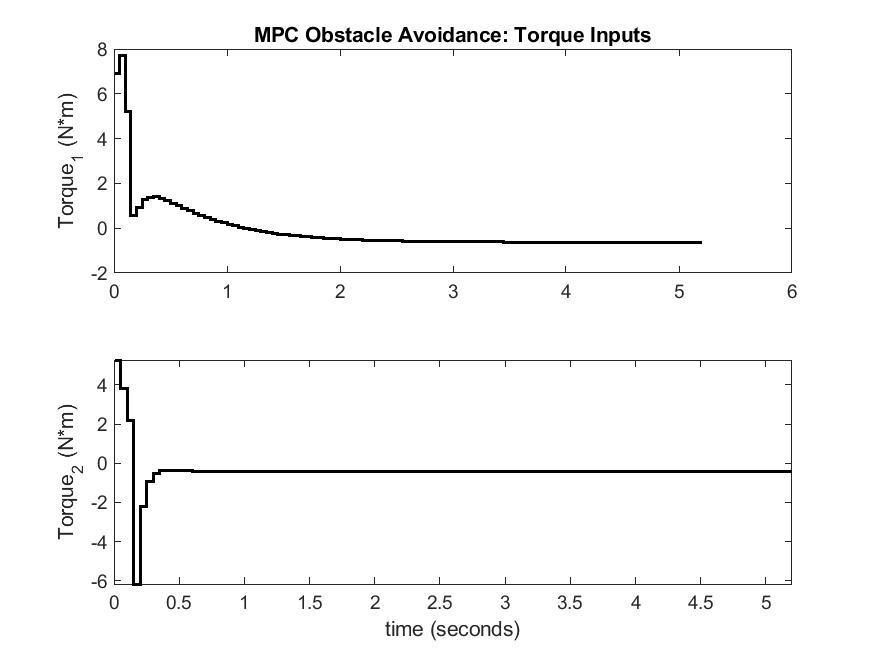 MPC Obstacle Avoidance: Torque Inputs
Torque1 (N*m)
8
6
4
2
0
-2
0 1 2 3 4 5 6
Torque2 (N*m)
4
2
0
-2
-4
-6
0 0.5 1 1.5 2 2.5 3 3.5 4 4.5 5
time (seconds)